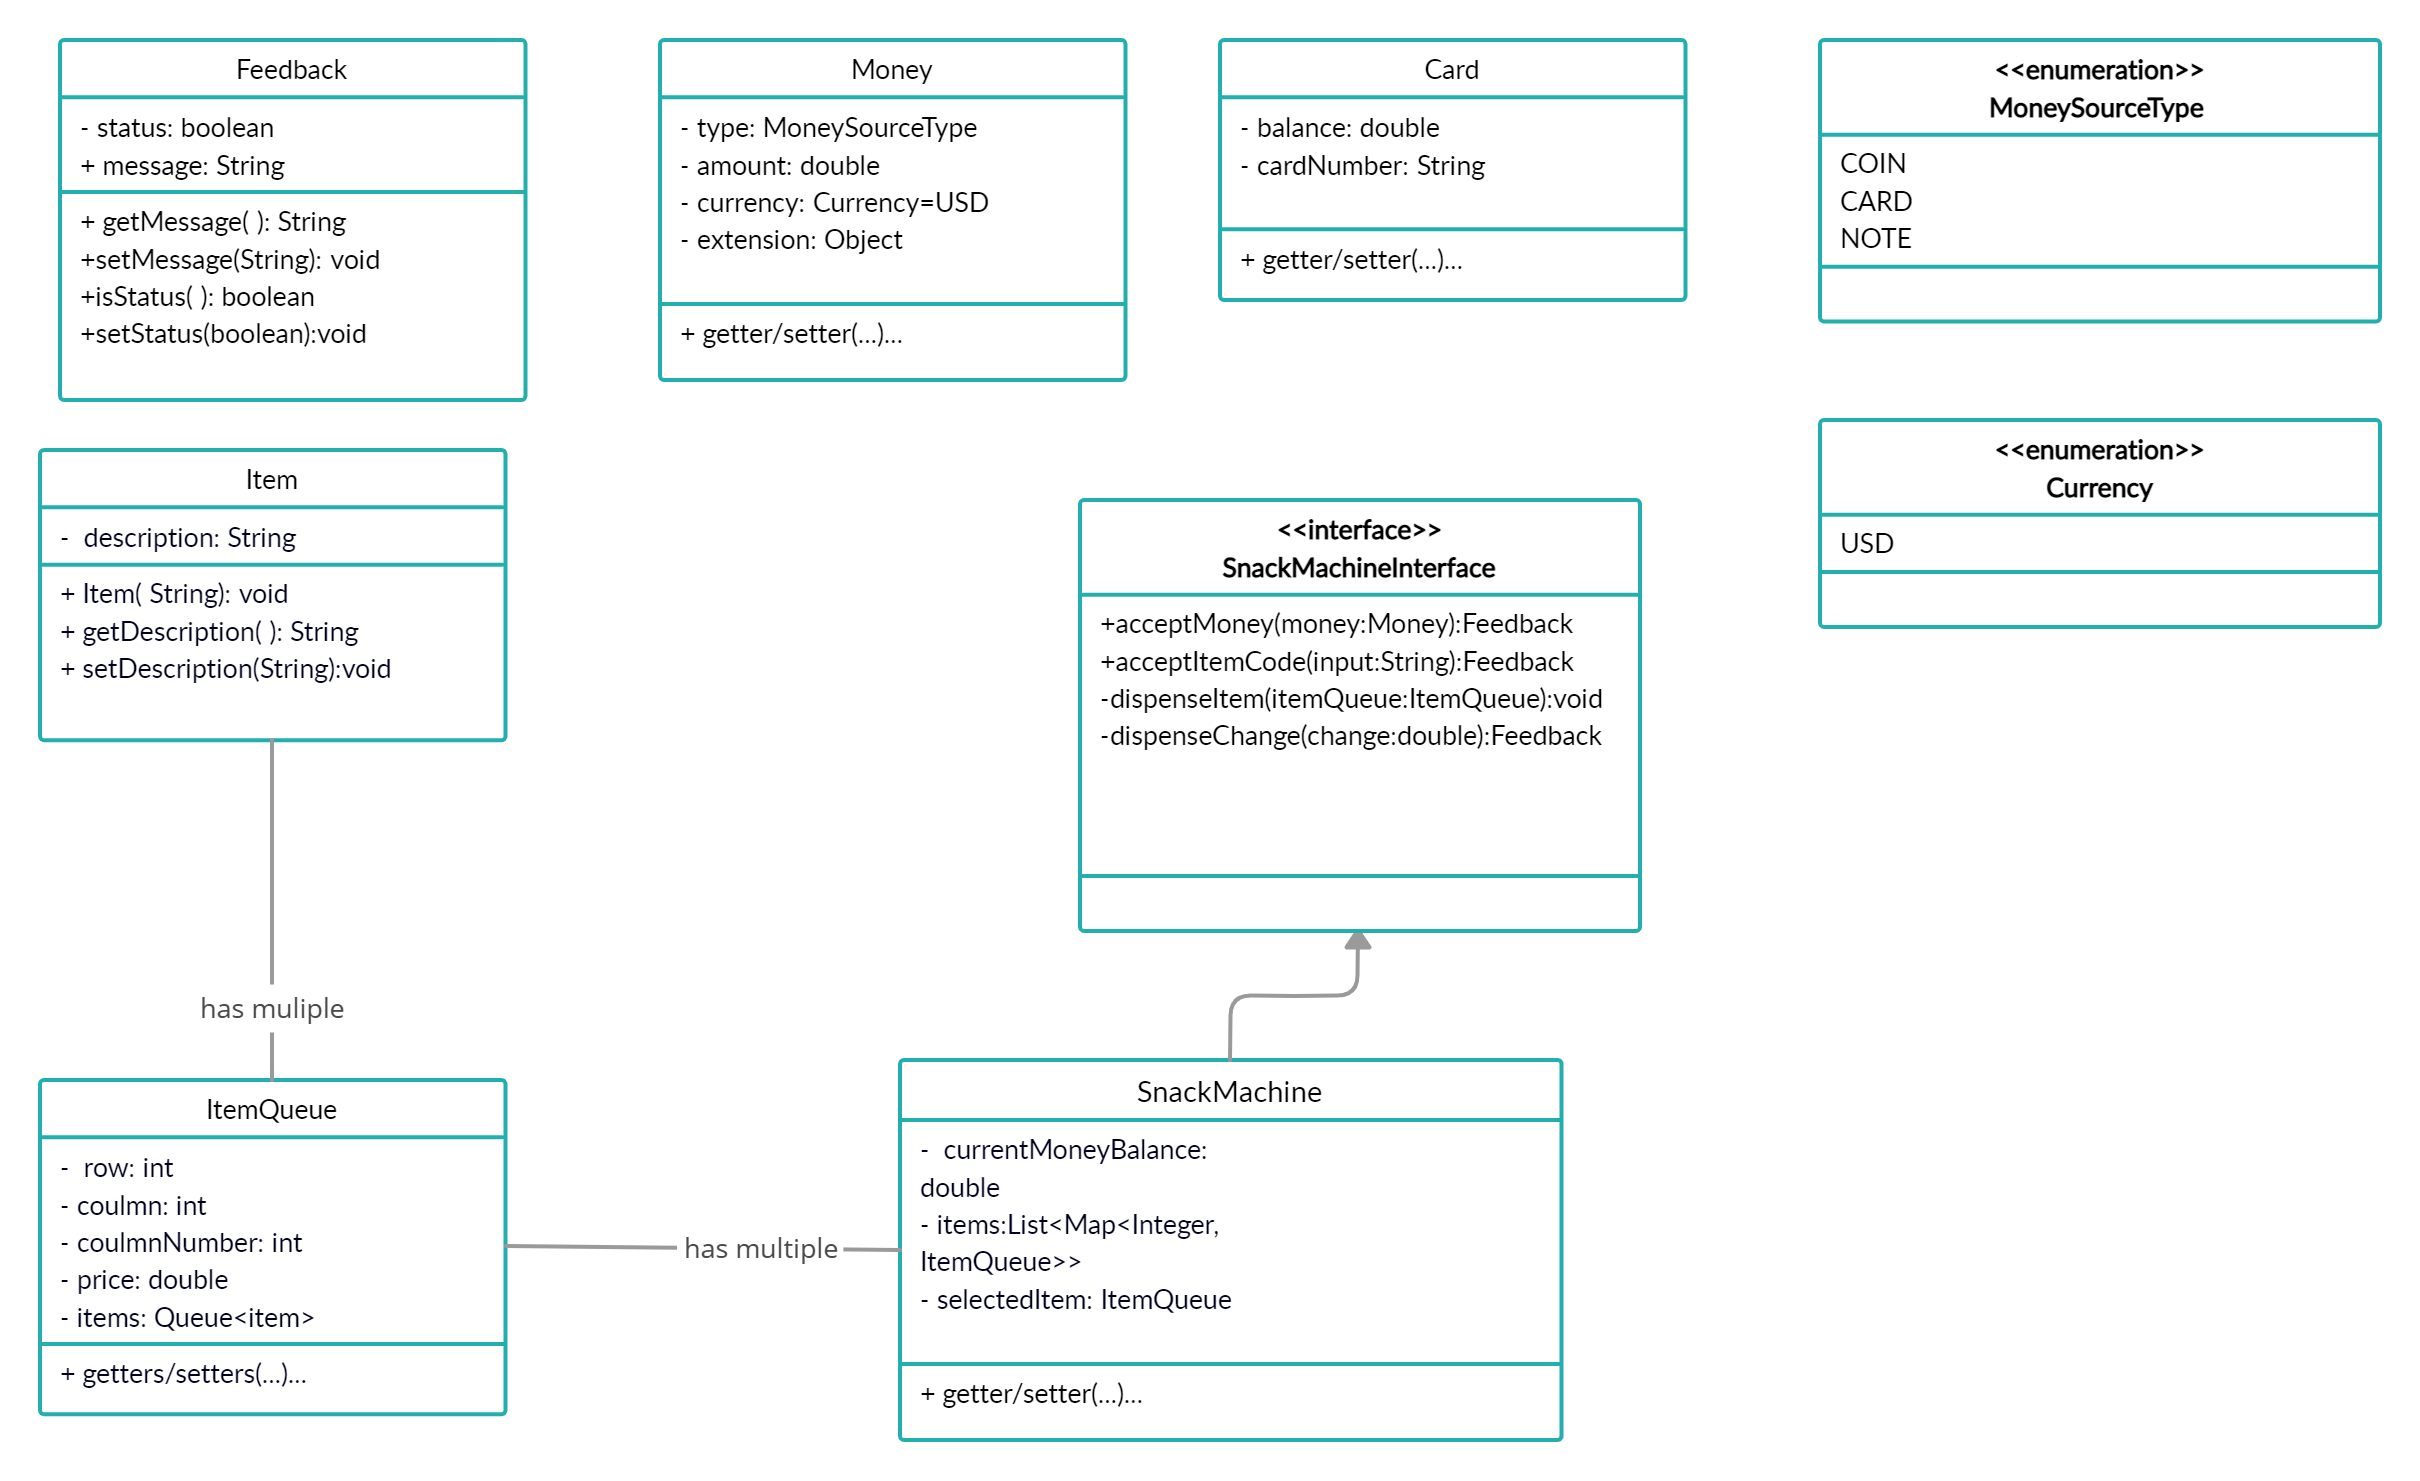 Feedback
- status: boolean
+ message: String
+ getMessage( ): String
+setMessage(String): void
+isStatus( ): boolean
+setStatus(boolean):void
Money
- type: MoneySourceType
- amount: double
- currency: Currency=USD
- extension: Object
+ getter/setter(...)...
Card
- balance: double
- cardNumber: String
+ getter/setter(...)...
<<enumeration>>
MoneySourceType
COIN
CARD
NOTE
<<enumeration>>
Currency
USD
Item
- description: String
+ Item( String): void
+ getDescription( ): String
+ setDescription(String):void
<<interface>>
SnackMachineInterface
+acceptMoney(money:Money):Feedback
+acceptItemCode(input:String):Feedback
-dispenseItem(itemQueue:ItemQueue):void
-dispenseChange(change:double):Feedback
has muliple
ItemQueue
- row: int
- coulmn: int
- coulmnNumber: int
- price: double
- items: Queue<item>
+ getters/setters(...)...
has multiple
SnackMachine
- currentMoneyBalance:
double
- items:List<Map<Integer,
ItemQueue>>
- selectedItem: ItemQueue
+ getter/setter(...)...